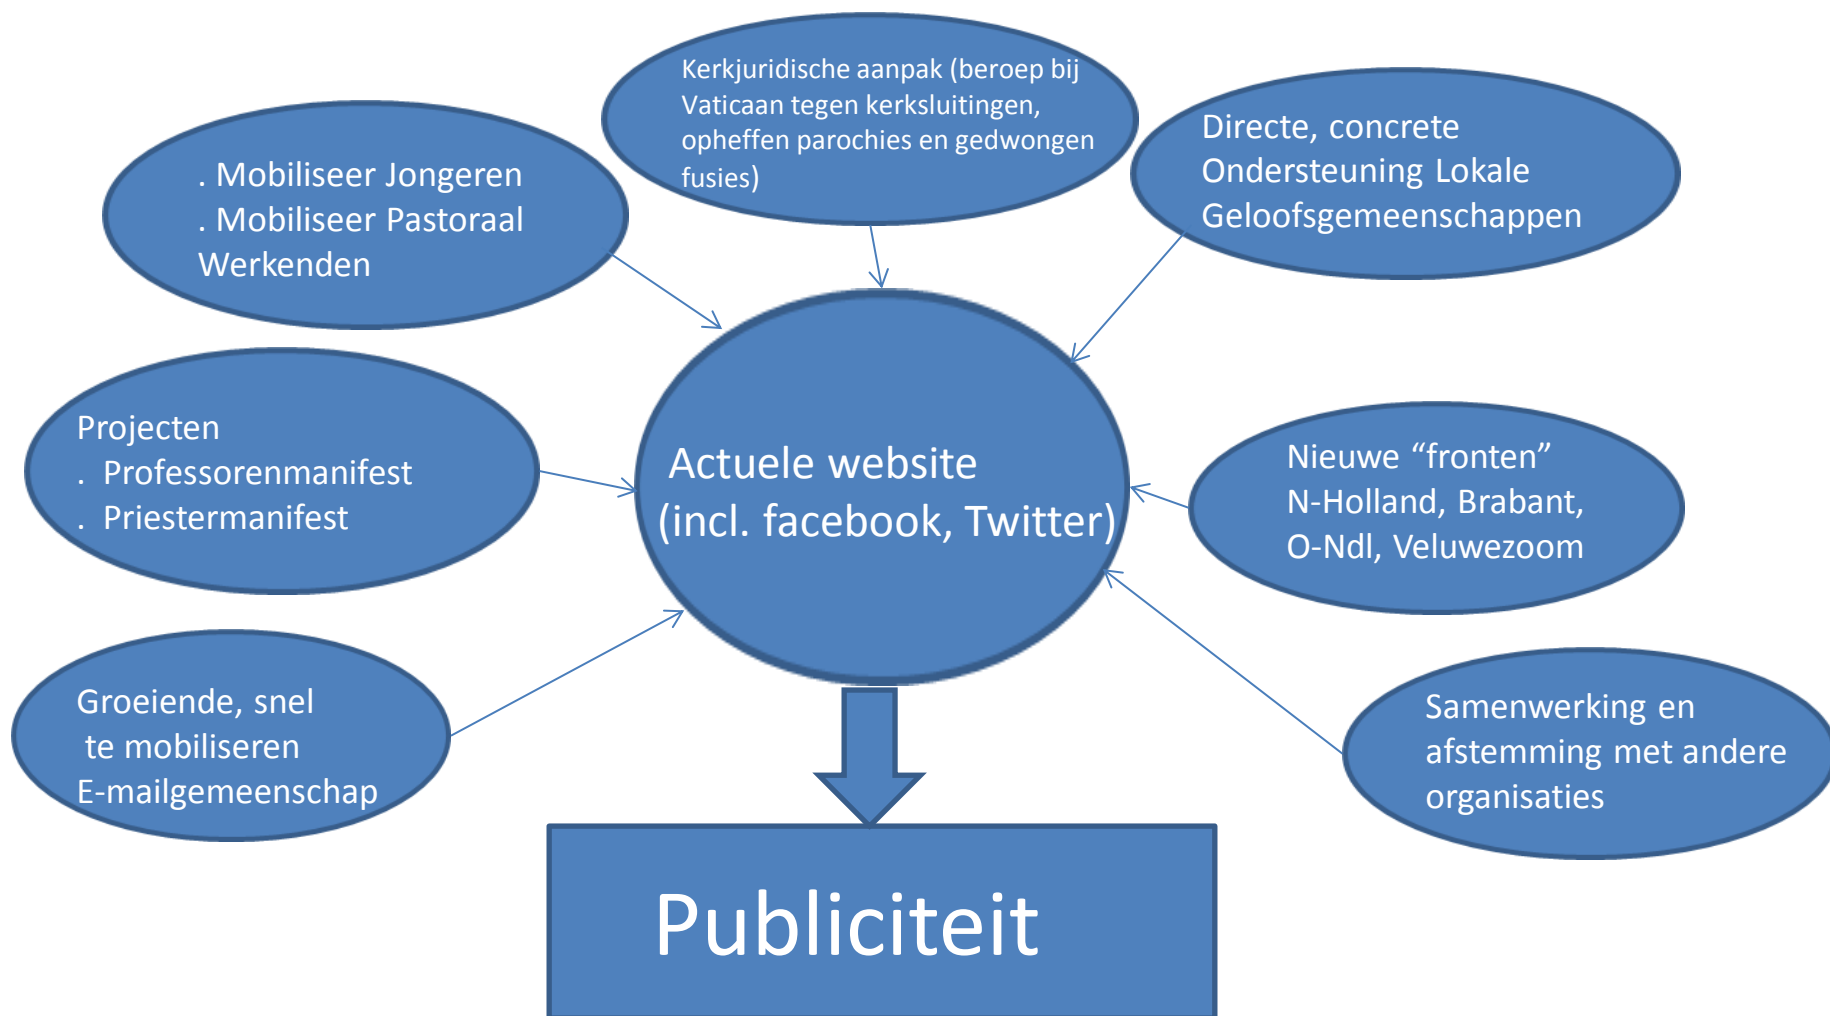 Kerkjuridische aanpak (beroep bij
Vaticaan tegen kerksluitingen,
opheffen parochies en gedwongen
fusies)
. Mobiliseer Jongeren
. Mobiliseer Pastoraal
Werkenden
Directe, concrete
Ondersteuning Lokale
Geloofsgemeenschappen
Projecten
. Professorenmanifest
. Priestermanifest
Actuele website
(incl. facebook, Twitter)
Nieuwe “fronten”
N-Holland, Brabant,
O-Ndl, Veluwezoom
Groeiende, snel
te mobiliseren
E-mailgemeenschap
Samenwerking en
afstemming met andere
organisaties
Publiciteit